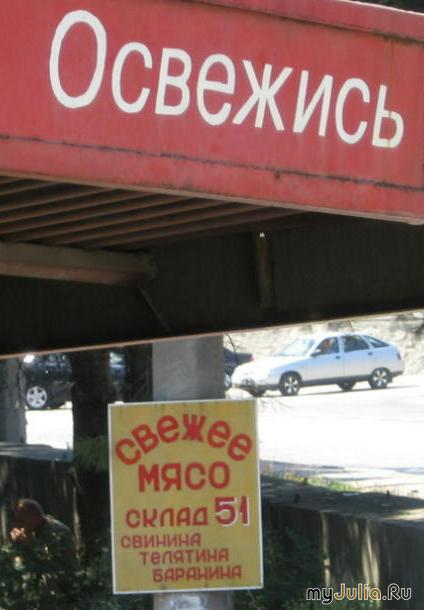 Освежись
свежее
мясо
склад 51
свинина
телятина
баранина
myJulia.Ru